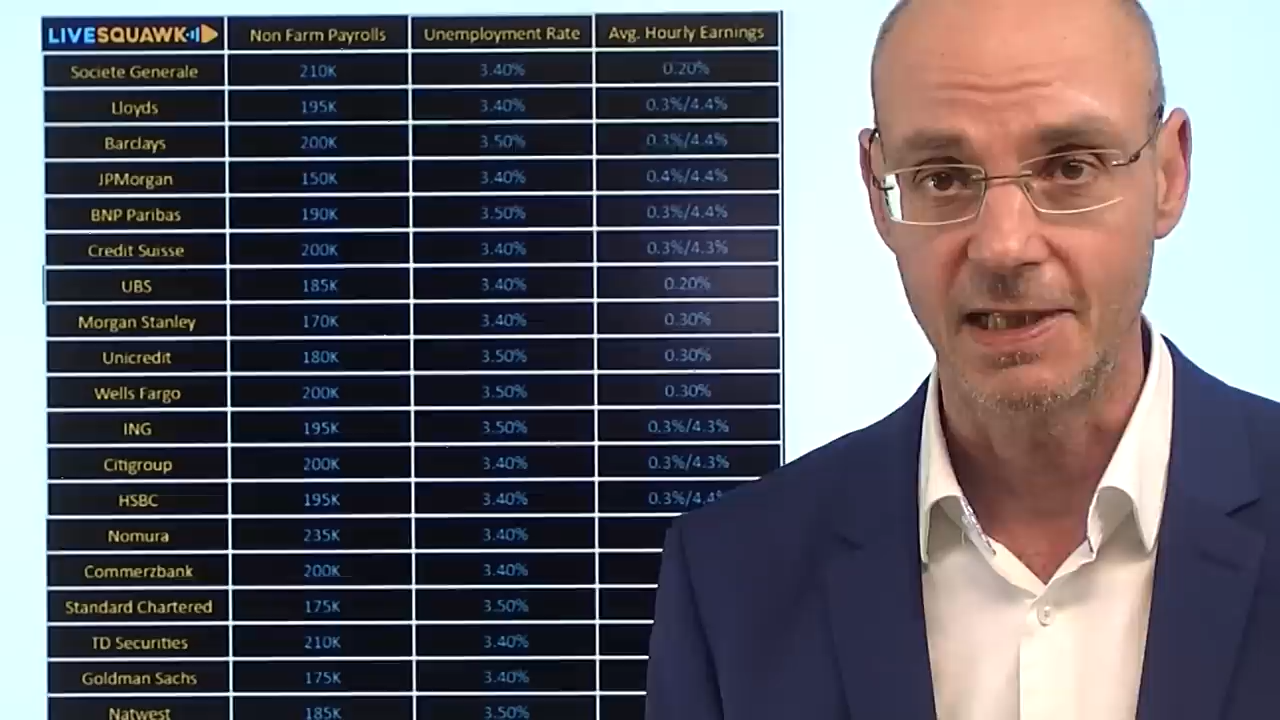 LIVESQUAWK Non Farm Payrolls Unemployment Rate Avg. Hourly Earnings
Societe Generale 210K 3.40% 0.20%
Lloyds 195K 3.40% 0.3%/4.4%
Barclays 200K 3.50% 0.3%/4.4%
JPMorgan 150K 3.40% 0.4%/4.4%
BNP Paribas 190K 3.50% 0.3%/4.4%
Credit Suisse 200K 3.40% 0.3%/4.3%
UBS 185K 3.40% 0.20%
Morgan Stanley 170K 3.40% 0.30%
Unicredit 180K 3.50% 0.30%
Wells Fargo 200K 3.50% 0.30%
ING 195K 3.50% 0.3%/4.3%
Citigroup 200K 3.40% 0.3%/4.3%
HSBC 195K 3.40% 0.3%/4.4%
Nomura 235K 3.40%
Commerzbank 200K 3.40%
Standard Chartered 175K 3.50%
TD Securities 210K 3.40%
Goldman Sachs 175K 3.40%
Natwest 185K 3.50%